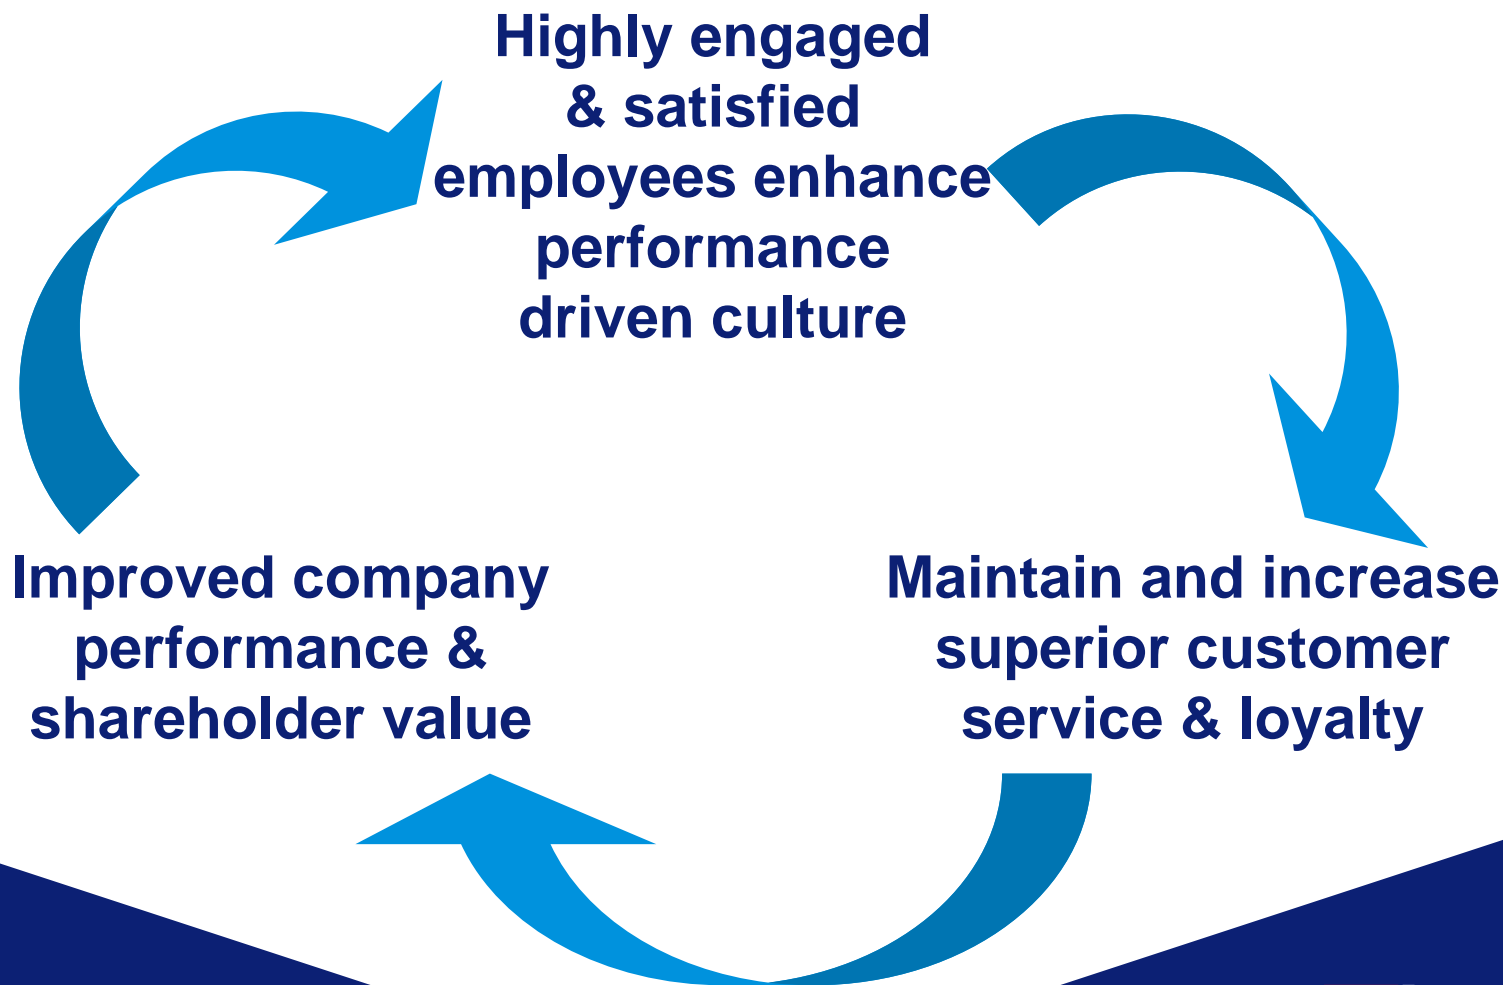 Highly engaged
& satisfied
employees enhance
performance
driven culture
Improved company
performance &
shareholder value
Maintain and increase
superior customer
service & loyalty